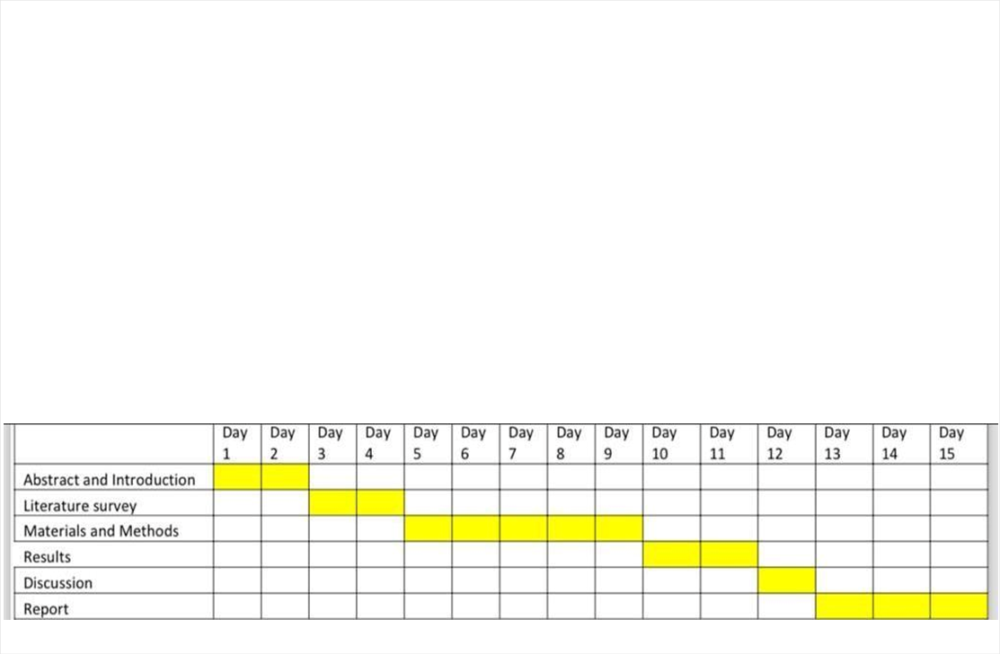 Day Day Day Day Day Day Day Day Day Day Day Day Day Day Day
1 2 3 4 5 6 7 8 9 10 11 12 13 14 15
Abstract and Introduction
Literature survey
Materials and Methods
Results
Discussion
Report